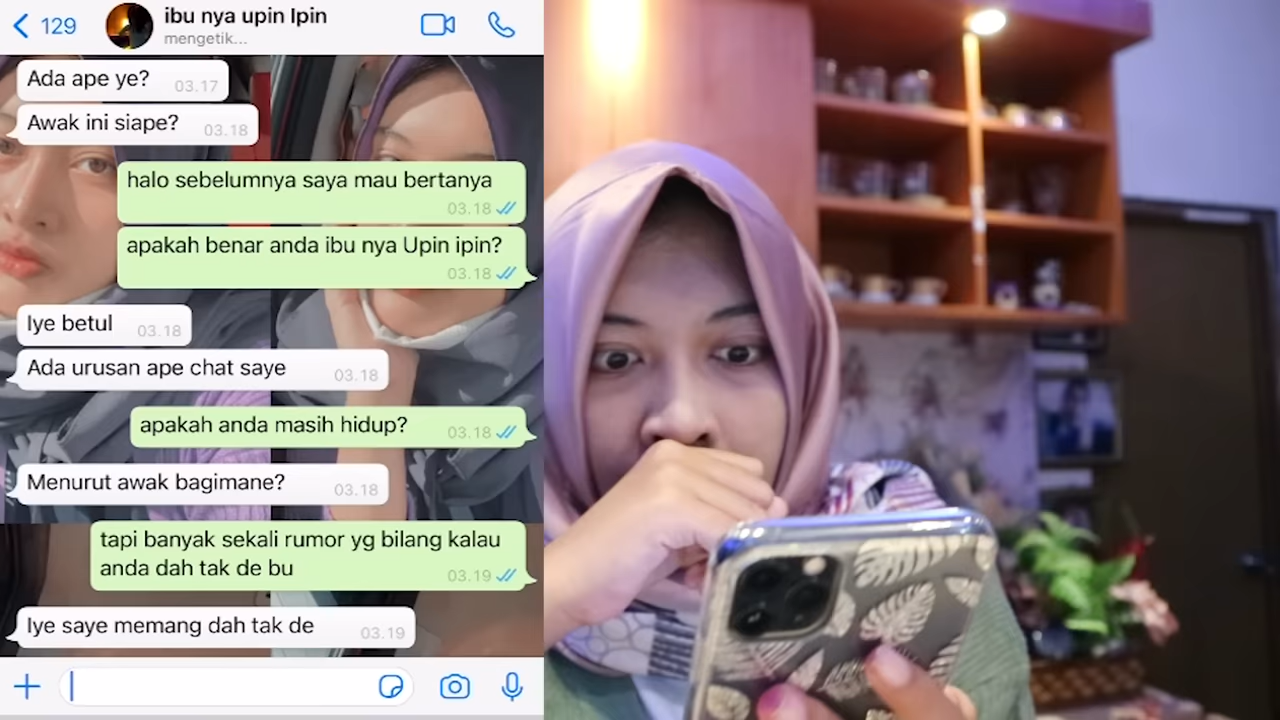 129
ibu nya upin Ipin
mengetik...
Ada ape ye? 03.17
Awak ini siape? 03.18
halo sebelumnya saya mau bertanya
03.18
apakah benar anda ibu nya Upin ipin?
03.18
Iye betul 03.18
Ada urusan ape chat saye 03.18
apakah anda masih hidup? 03.18
Menurut awak bagimane? 03.18
tapi banyak sekali rumor yg bilang kalau
anda dah tak de bu 03.19
Iye saye memang dah tak de 03.19